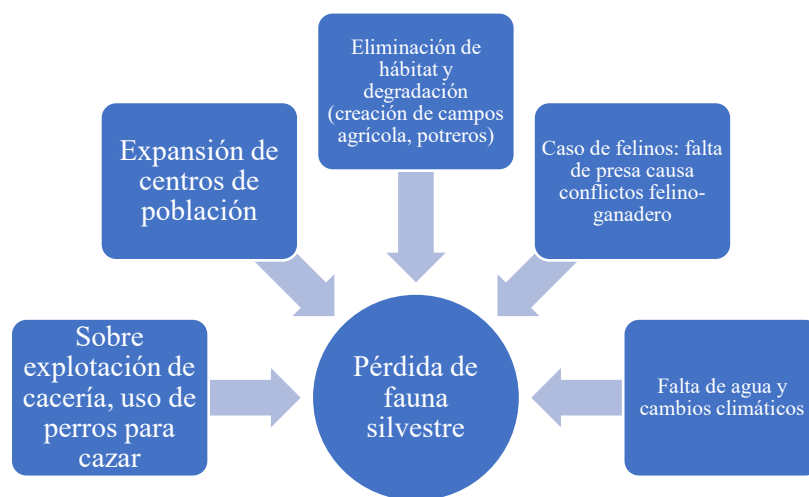 Eliminación de
hábitat y
degradación
(creación de campos
agrícola, potreros)
Expansión de
centros de
población
Caso de felinos: falta
de presa causa
conflictos felino-
ganadero
Sobre
explotación de
cacería, uso de
perros para
cazar
Pérdida de
fauna
silvestre
Falta de agua y
cambios climáticos